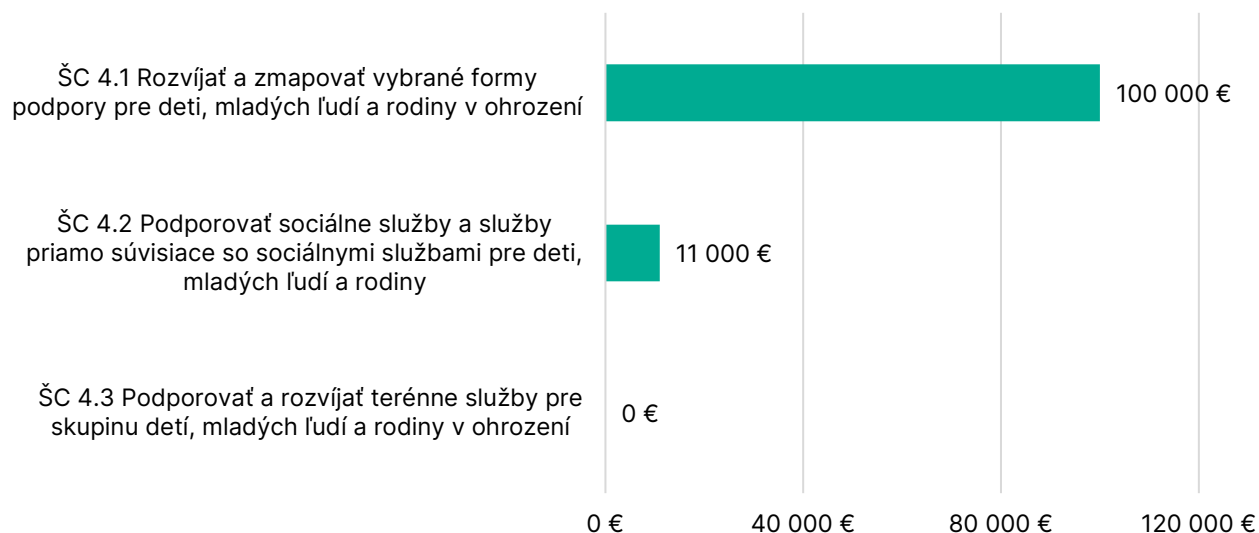 ŠC 4.1 Rozvíjať a zmapovať vybrané formy
podpory pre deti, mladých ľudí a rodiny v ohrození
100 000 €
ŠC 4.2 Podporovať sociálne služby a služby
priamo súvisiace so sociálnymi službami pre deti,
mladých ľudí a rodiny
11 000 €
ŠC 4.3 Podporovať a rozvíjať terénne služby pre
skupinu detí, mladých ľudí a rodiny v ohrození
0 €
0 € 40 000 € 80 000 € 120 000 €